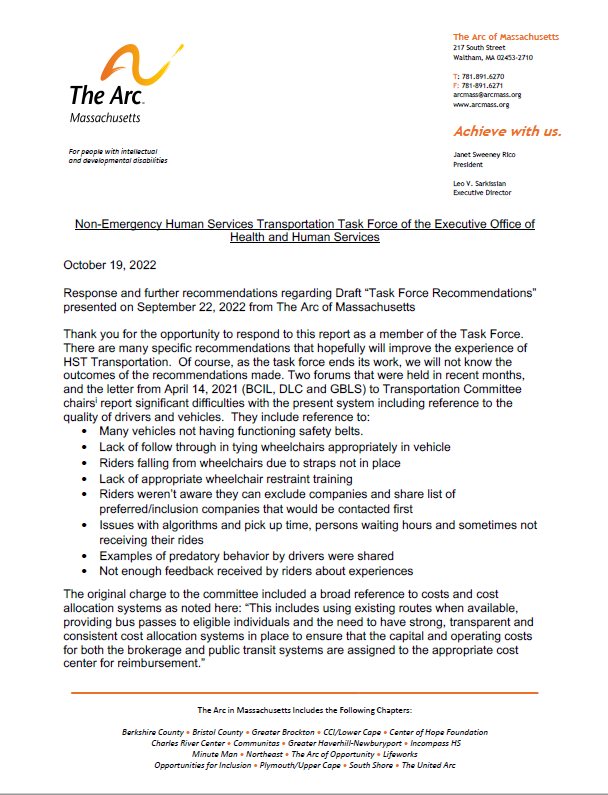 The Arc
Massachusetts
For people with intellectual
and developmental disabilities
The Arc of Massachusetts
217 South Street
Waltham, MA 02453-2710
T: 781.891.6270
F: 781-891.6271
arcmass@arcmass.org
www.arcmass.org
Achieve with us.
Janet Sweeney Rico
President
Leo V. Sarkissian
Executive Director
Non-Emergency Human Services Transportation Task Force of the Executive Office of
Health and Human Services
October 19, 2022
Response and further recommendations regarding Draft “Task Force Recommendations”
presented on September 22, 2022 from The Arc of Massachusetts
Thank you for the opportunity to respond to this report as a member of the Task Force.
There are many specific recommendations that hopefully will improve the experience of
HST Transportation. Of course, as the task force ends its work, we will not know the
outcomes of the recommendations made. Two forums that were held in recent months,
and the letter from April 14, 2021 (BCIL, DLC and GBLS) to Transportation Committee
chairsⁱ report significant difficulties with the present system including reference to the
quality of drivers and vehicles. They include reference to:
• Many vehicles not having functioning safety belts.
• Lack of follow through in tying wheelchairs appropriately in vehicle
• Riders falling from wheelchairs due to straps not in place
• Lack of appropriate wheelchair restraint training
• Riders weren’t aware they can exclude companies and share list of
preferred/inclusion companies that would be contacted first
• Issues with algorithms and pick up time, persons waiting hours and sometimes not
receiving their rides
• Examples of predatory behavior by drivers were shared
• Not enough feedback received by riders about experiences
The original charge to the committee included a broad reference to costs and cost
allocation systems as noted here: “This includes using existing routes when available,
providing bus passes to eligible individuals and the need to have strong, transparent and
consistent cost allocation systems in place to ensure that the capital and operating costs
for both the brokerage and public transit systems are assigned to the appropriate cost
center for reimbursement.”
The Arc in Massachusetts Includes the Following Chapters:
Berkshire County • Bristol County • Greater Brockton • CCI/Lower Cape • Center of Hope Foundation
Charles River Center • Communitas • Greater Haverhill-Newburyport • Incompass HS
Minute Man • Northeast • The Arc of Opportunity • Lifeworks
Opportunities for Inclusion • Plymouth/Upper Cape • South Shore • The United Arc